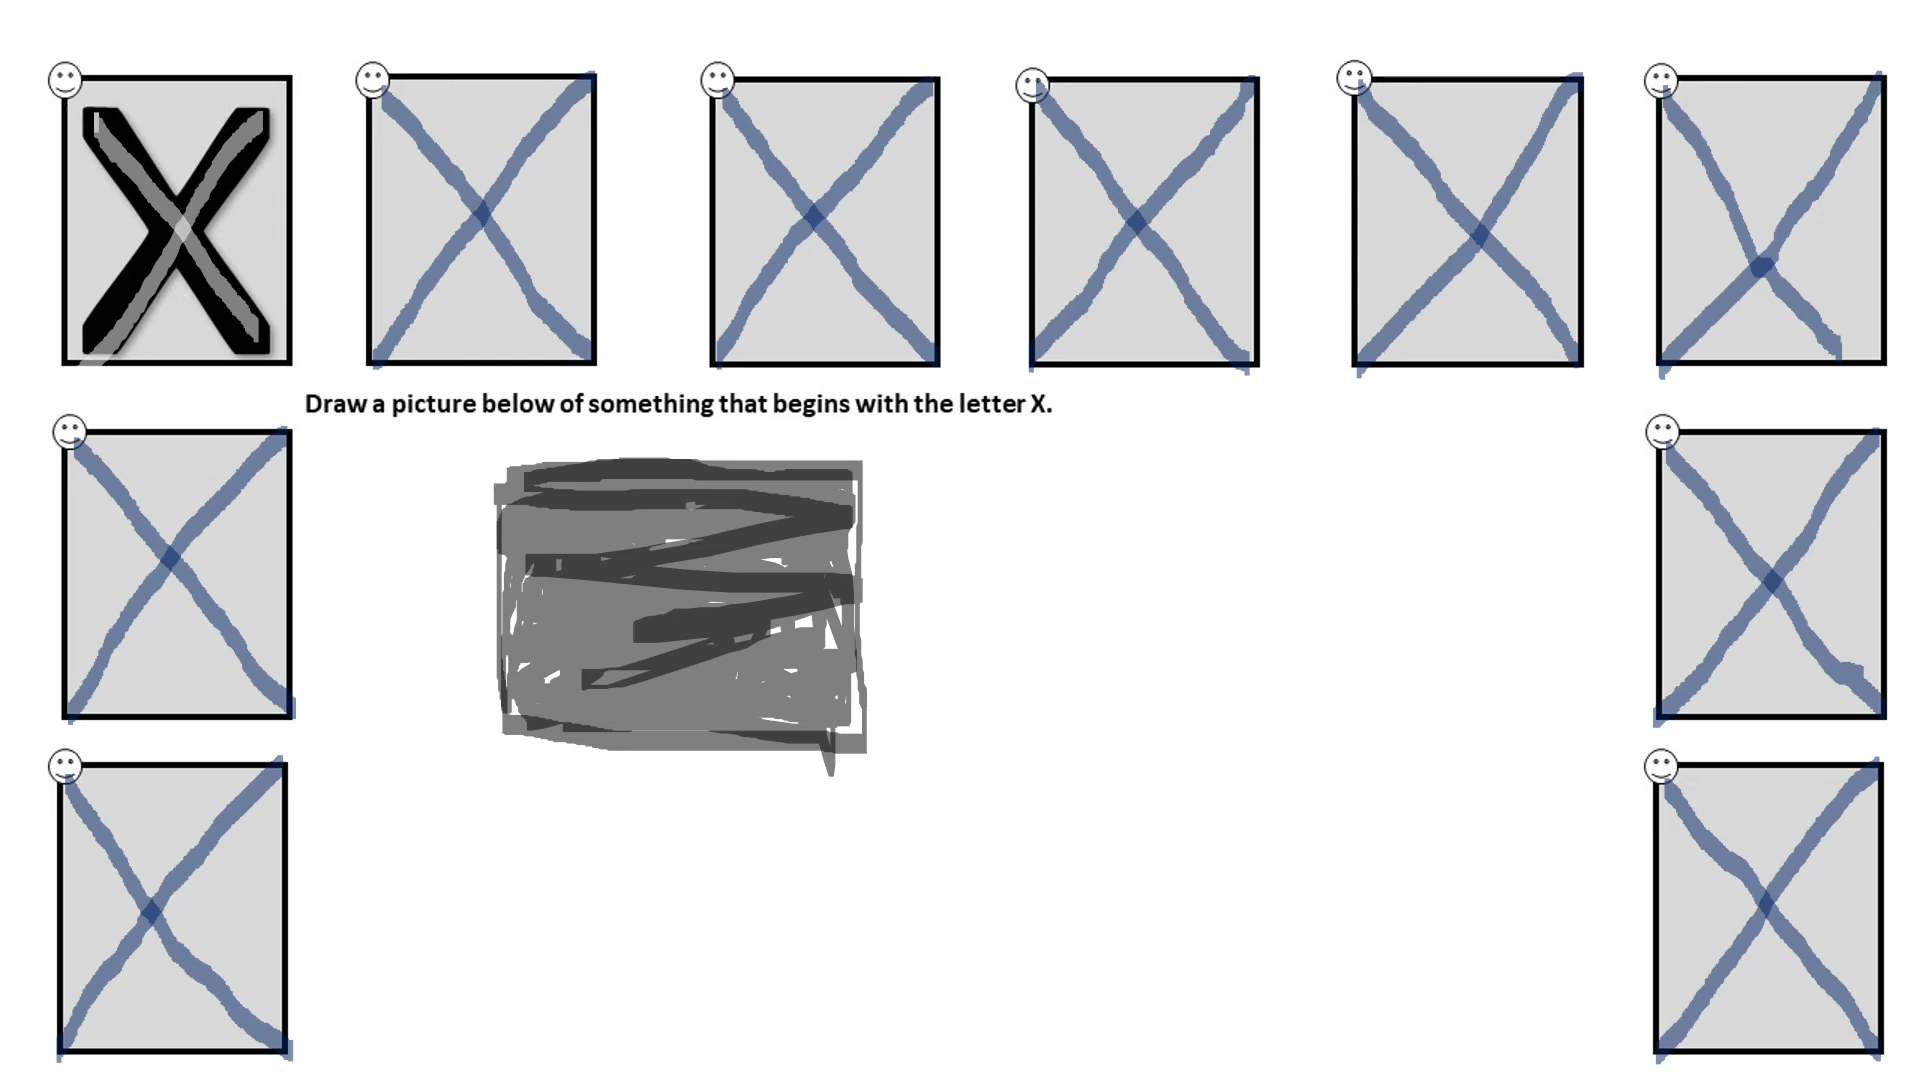 X X X X X X
Draw a picture below of something that begins with the letter X.
X X
X X